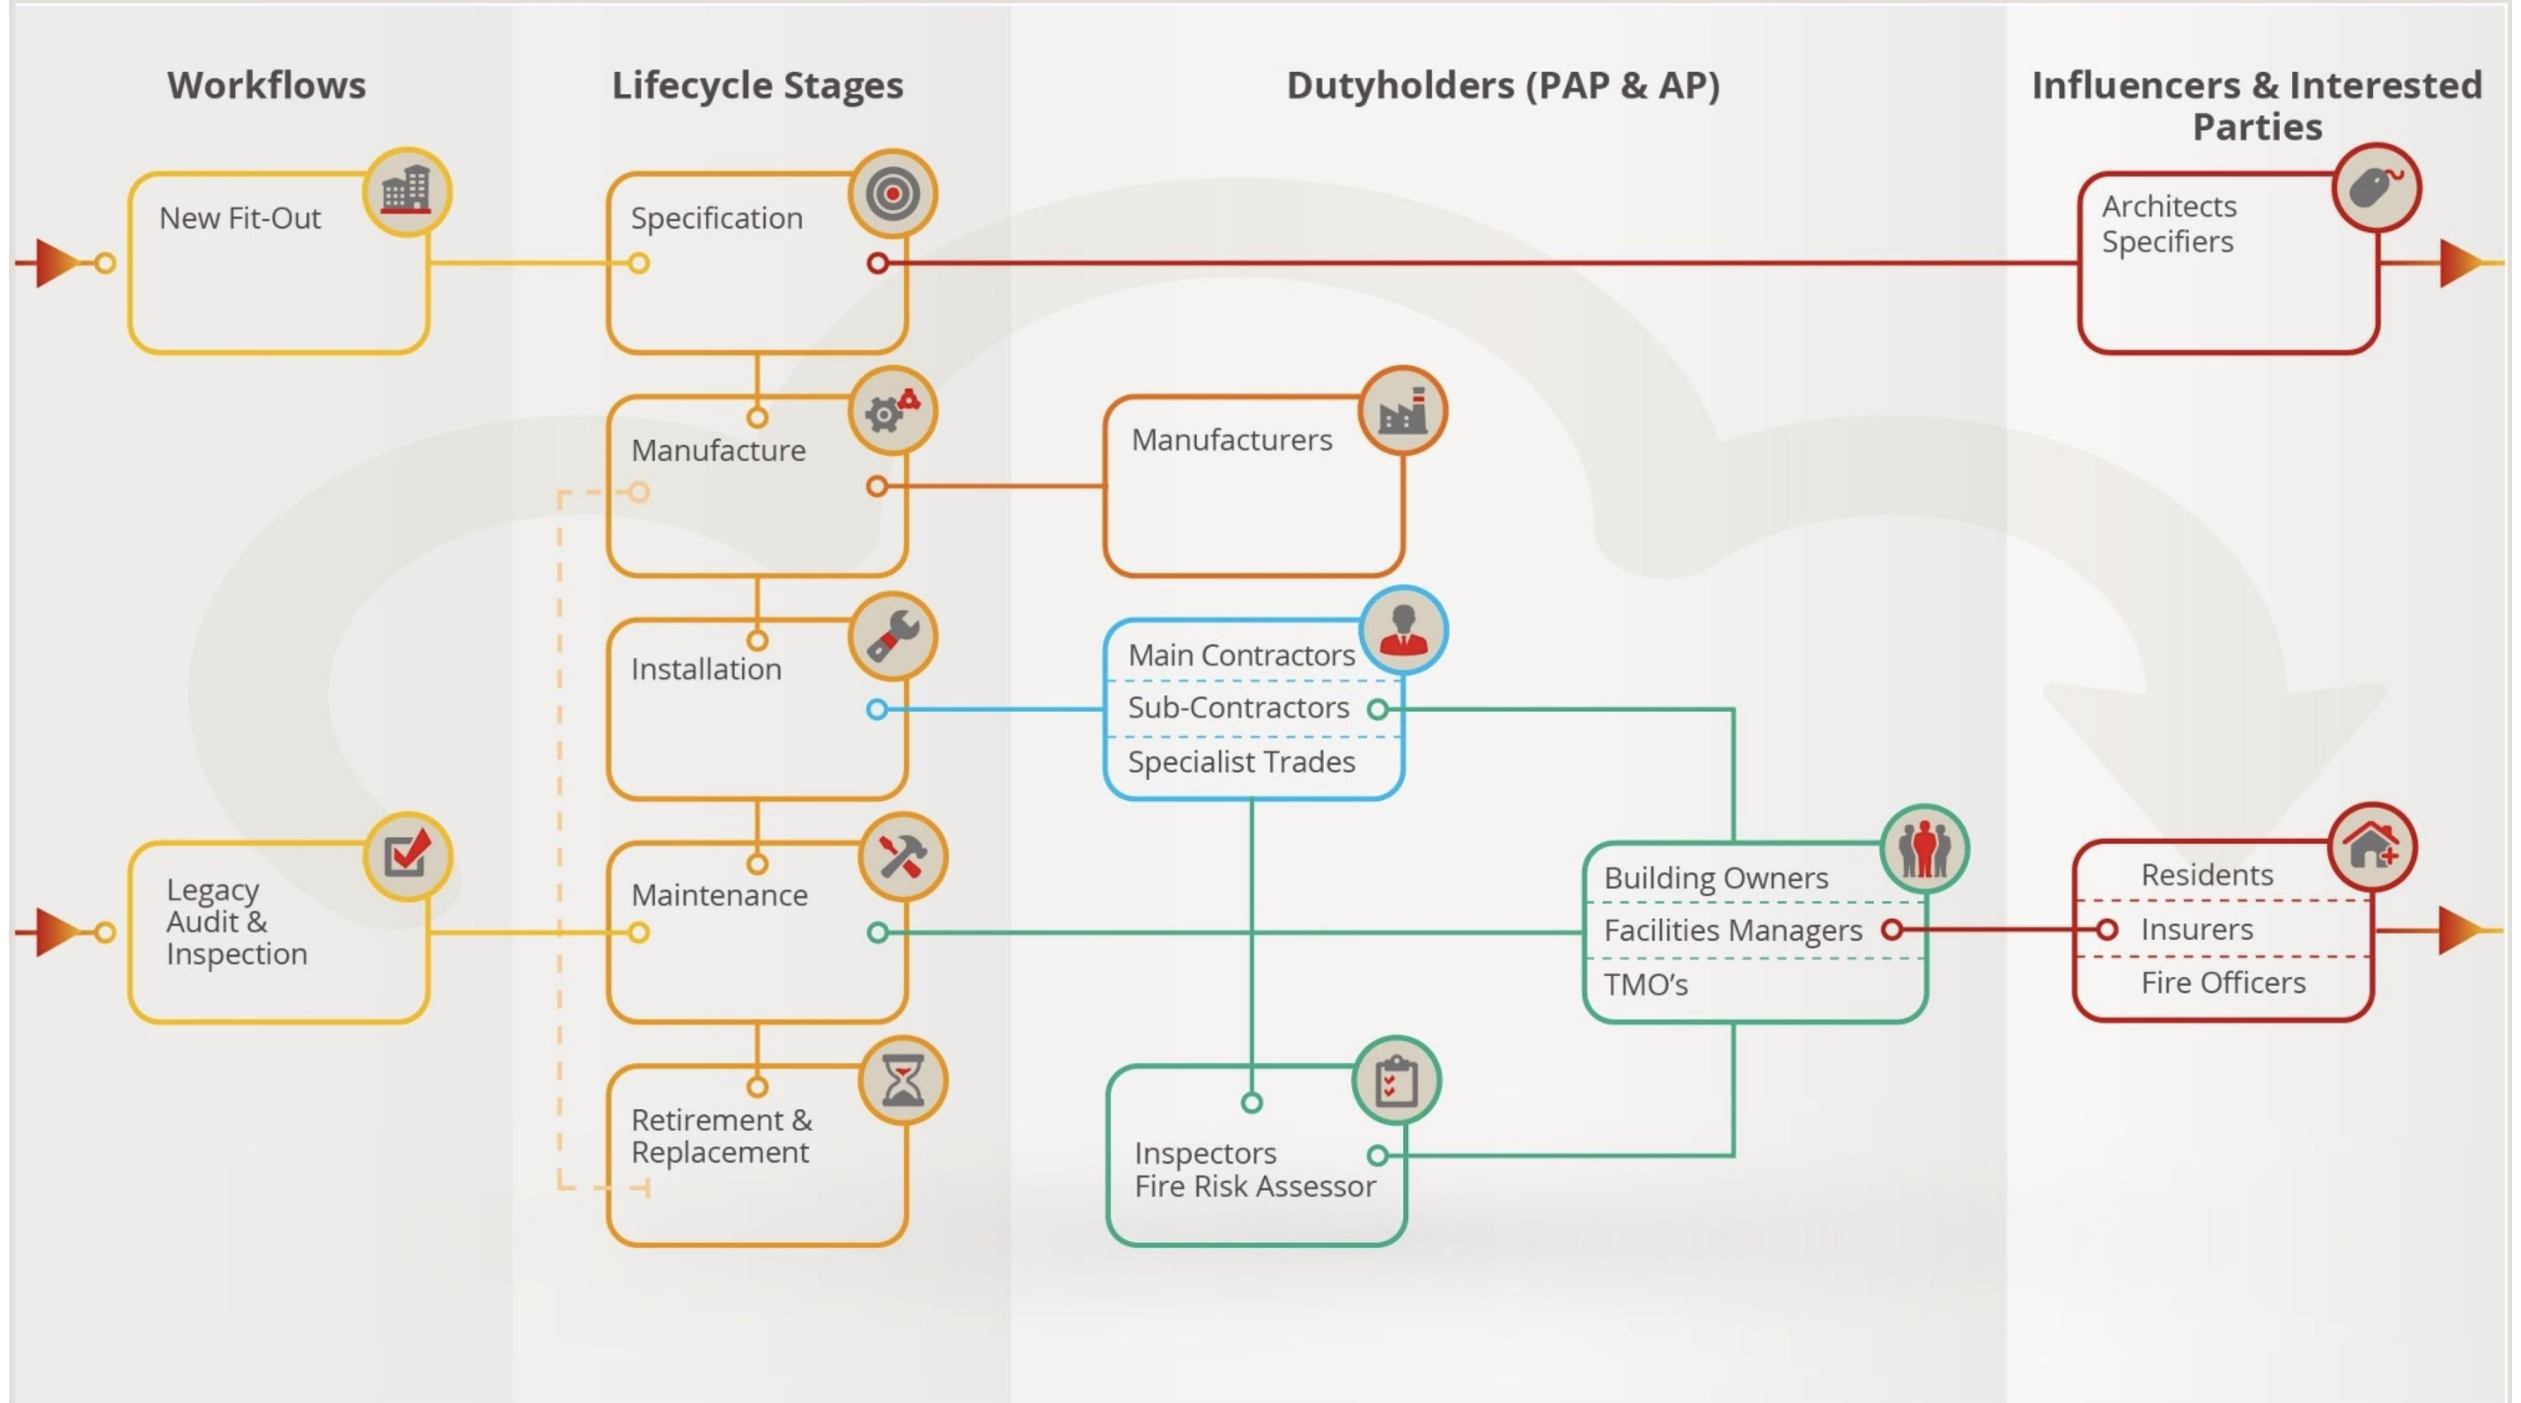 Workflows
Lifecycle Stages
Dutyholders (PAP & AP)
Influencers & Interested
Parties
New Fit-Out
Specification
Architects
Specifiers
Manufacture
Manufacturers
Installation
Main Contractors
Sub-Contractors
Specialist Trades
Legacy
Audit &
Inspection
Maintenance
Building Owners
Facilities Managers
TMO’s
Residents
Insurers
Fire Officers
Retirement &
Replacement
Inspectors
Fire Risk Assessor